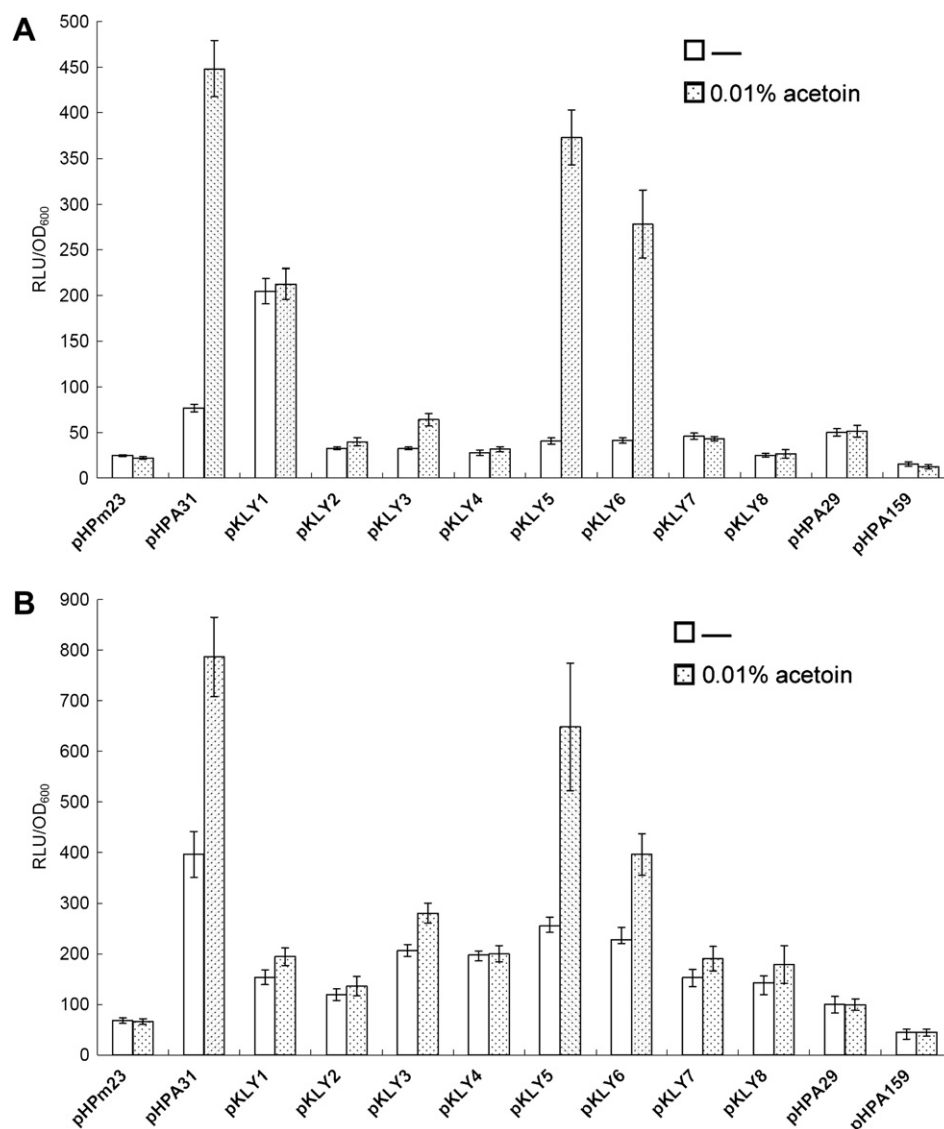 A
RLU/OD600
500
450
400
350
300
250
200
150
100
50
0
—
0.01% acetoin
pHPm23
pHPA31
pKLY1
pKLY2
pKLY3
pKLY4
pKLY5
pKLY6
pKLY7
pKLY8
pHPA29
pHPA159
B
RLU/OD600
900
800
700
600
500
400
300
200
100
0
—
0.01% acetoin
pHPm23
pHPA31
pKLY1
pKLY2
pKLY3
pKLY4
pKLY5
pKLY6
pKLY7
pKLY8
pHPA29
pHPA159